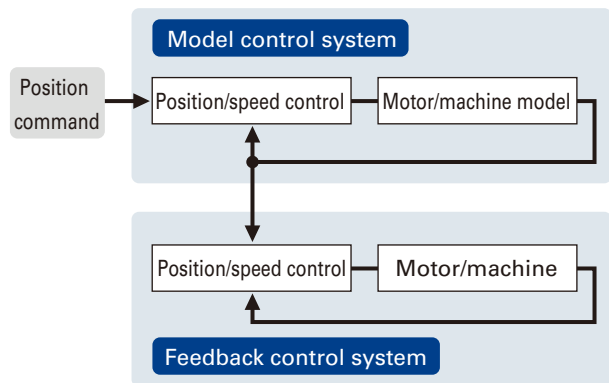 Model control system
Position
command
Position/speed control
Motor/machine model
Position/speed control
Motor/machine
Feedback control system